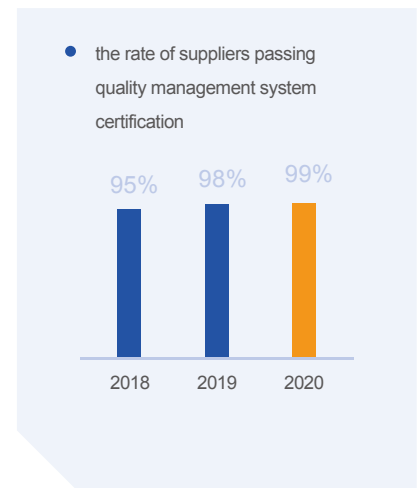 the rate of suppliers passing
quality management system
certification
95% 98% 99%
2018 2019 2020